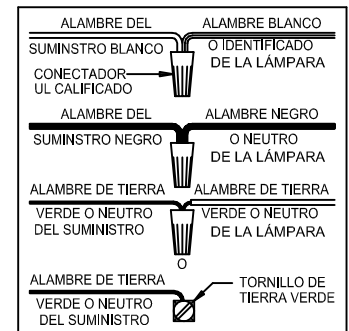 ALAMBRE DEL ALAMBRE BLANCO
SUMINSTRO BLANCO O IDENTIFICADO
CONECTADOR DE LA LÁMPARA
UL CALIFICADO
ALAMBRE DEL ALAMBRE NEGRO
SUMINSTRO NEGRO O NEUTRO
DE LA LÁMPARA
ALAMBRE DE TIERRA ALAMBRE DE TIERRA
VERDE O NEUTRO VERDE O NEUTRO
DEL SUMINISTRO DE LA LÁMPARA
O
ALAMBRE DE TIERRA TORNILLO DE
VERDE O NEUTRO TIERRA VERDE
DEL SUMINISTRO